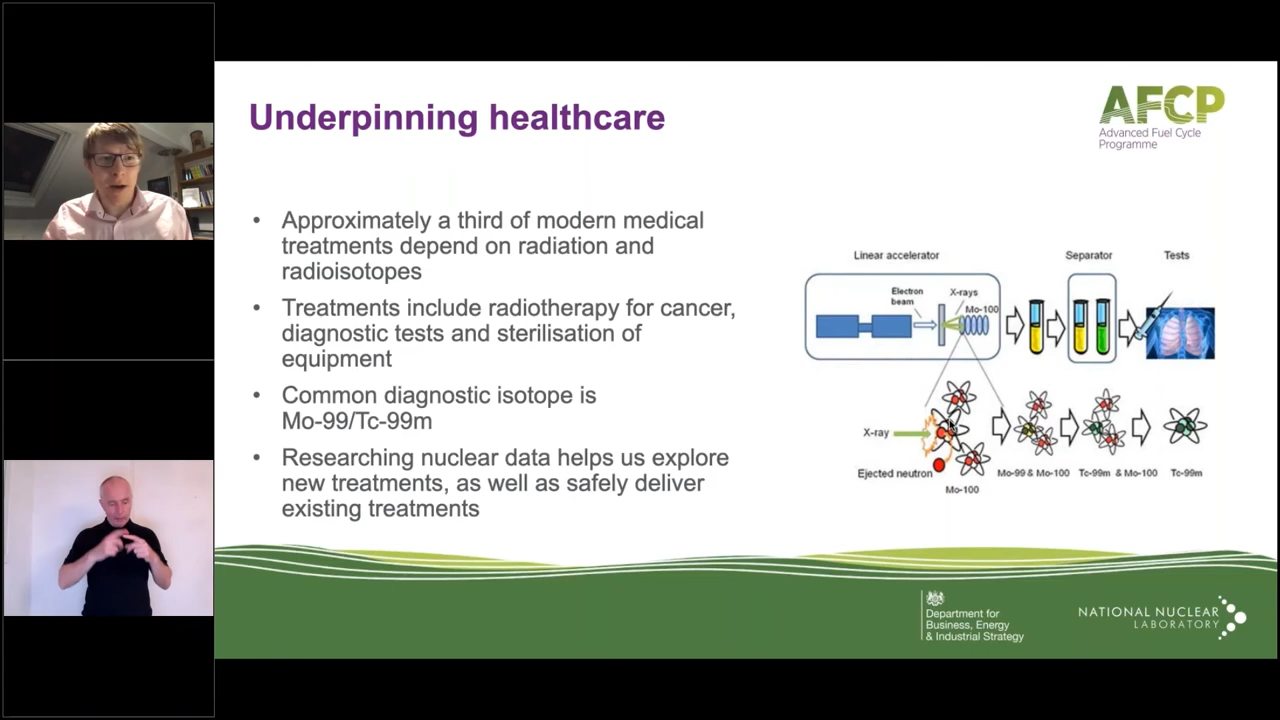 Underpinning healthcare
AFCP
Advanced Fuel Cycle
Programme
• Approximately a third of modern medical
treatments depend on radiation and
radioisotopes
• Treatments include radiotherapy for cancer,
diagnostic tests and sterilisation of
equipment
• Common diagnostic isotope is
Mo-99/Tc-99m
• Researching nuclear data helps us explore
new treatments, as well as safely deliver
existing treatments
Linear accelerator
Separator
Tests
Electron
beam
X-rays
Mo-100
X-ray
Ejected neutron
Mo-100
Mo-99 & Mo-100
Tc-99m & Mo-100
Tc-99m
Department for
Business, Energy
& Industrial Strategy
NATIONAL NUCLEAR
LABORATORY